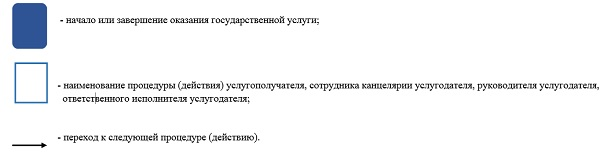 - начало или завершение оказания государственной услуги;
- наименование процедуры (действия) услугополучателя, сотрудника канцелярии услугодателя, руководителя услугодателя,
ответственного исполнителя услугодателя;
- переход к следующей процедуре (действию).